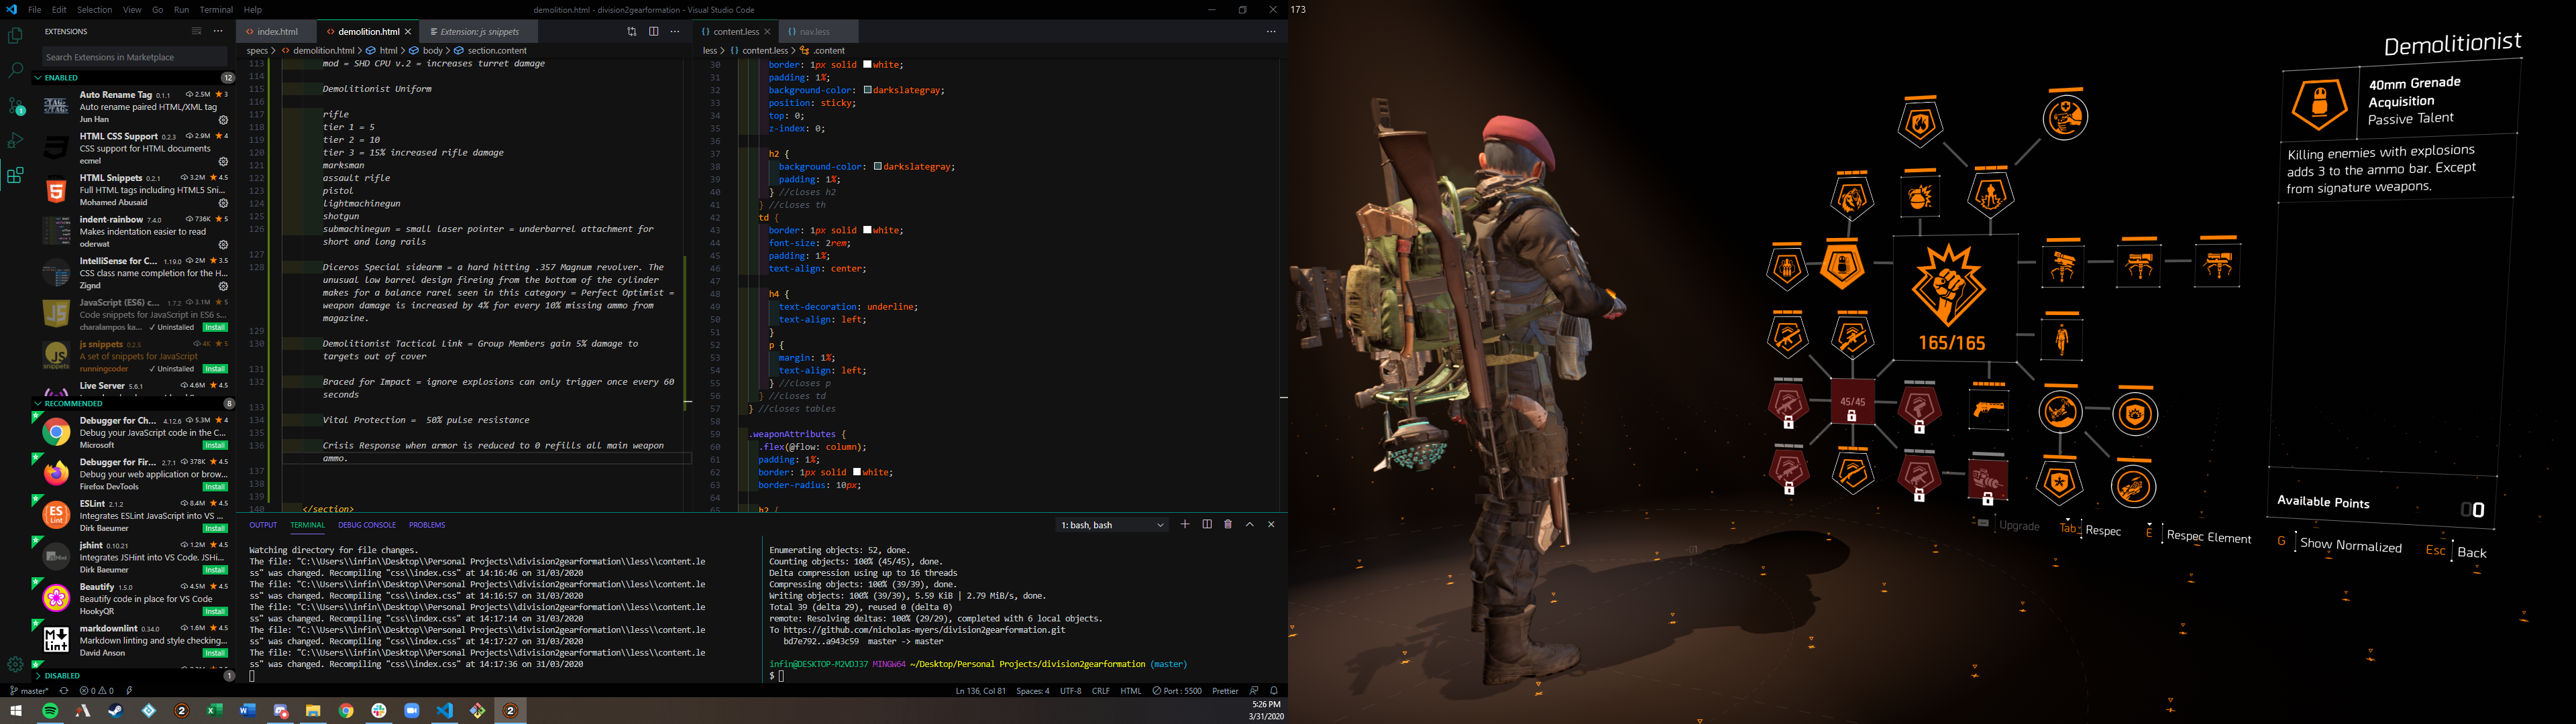 File Edit Selection View Go Run Terminal Help
demolition.html - division2gearformation - Visual Studio Code
EXTENSIONS
Search Extensions in Marketplace
ENABLED 12
Auto Rename Tag 0.1.1 2.5M 3
Auto rename paired HTML/XML tag
Jun Han
HTML CSS Support 0.2.3 2.9M 4
CSS support for HTML documents
ecmel
HTML Snippets 0.2.1 3.2M 4.5
Full HTML tags including HTML5 Sni...
Mohamed Abusaid
indent-rainbow 7.4.0 736K 5
Makes indentation easier to read
oderwat
IntelliSense for C... 1.19.0 2M 3.5
CSS class name completion for the H...
Zignd
JavaScript (ES6) c... 1.7.2 3.1M 5
Code snippets for JavaScript in ES6 s...
charalampos ka... ✓ Uninstalled Install
js snippets 0.2.5 4K 5
A set of snippets for JavaScript
runningcoder ✓ Uninstalled Install
Live Server 5.6.1 4.6M 4.5
RECOMMENDED 8
Debugger for Ch... 4.12.6 5.3M 4
Debug your JavaScript code in the C...
Microsoft Install
Debugger for Fir... 2.7.1 378K 4.5
Debug your web application or brow...
Firefox DevTools Install
ESLint 2.1.2 8.4M 4.5
Integrates ESLint JavaScript into VS ...
Dirk Baeumer Install
jshint 0.10.21 1.2M 4.5
Integrates JSHint into VS Code. JSHi...
Dirk Baeumer Install
Beautify 1.5.0 4.5M 4.5
Beautify code in place for VS Code
HookyQR Install
markdownlint 0.34.0 1.6M 4.5
Markdown linting and style checking...
David Anson Install
DISABLED 1
index.html demolition.html Extension: js snippets
specs > demolition.html > html > body > section.content
113 mod = SHD CPU v.2 = increases turret damage
114
115 Demolitionist Uniform
116
117 rifle
118 tier 1 = 5
119 tier 2 = 10
120 tier 3 = 15% increased rifle damage
121 marksman
122 assault rifle
123 pistol
124 lightmachinegun
125 shotgun
126 submachinegun = small laser pointer = underbarrel attachment for
short and long rails
127
128 Diceros Special sidearm = a hard hitting .357 Magnum revolver. The
unusual low barrel design fireing from the bottom of the cylinder
makes for a balance rarel seen in this category = Perfect Optimist =
weapon damage is increased by 4% for every 10% missing ammo from
magazine.
129
130 Demolitionist Tactical Link = Group Members gain 5% damage to
targets out of cover
131
132 Braced for Impact = ignore explosions can only trigger once every 60
seconds
133
134 Vital Protection =  50% pulse resistance
135
136 Crisis Response when armor is reduced to 0 refills all main weapon
ammo.
137
138
139
140 </section>
content.less nav.less
less > content.less > .content
30 border: 1px solid white;
31 padding: 1%;
32 background-color: darkslategray;
33 position: sticky;
34 top: 0;
35 z-index: 0;
36
37 h2 {
38 background-color: darkslategray;
39 padding: 1%;
40 } //closes h2
41 } //closes th
42 td {
43 border: 1px solid white;
44 font-size: 2rem;
45 padding: 1%;
46 text-align: center;
47
48 h4 {
49 text-decoration: underline;
50 text-align: left;
51 }
52 p {
53 margin: 1%;
54 text-align: left;
55 } //closes p
56 } //closes td
57 } //closes tables
58
59 .weaponAttributes {
60 .flex(@flow: column);
61 padding: 1%;
62 border: 1px solid white;
63 border-radius: 10px;
64
65 h2 {
OUTPUT TERMINAL DEBUG CONSOLE PROBLEMS
1: bash, bash
Watching directory for file changes.
The file: "C:\\Users\\infin\\Desktop\\Personal Projects\\division2gearformation\\less\\content.le
ss" was changed. Recompiling "css\\index.css" at 14:16:46 on 31/03/2020
The file: "C:\\Users\\infin\\Desktop\\Personal Projects\\division2gearformation\\less\\content.le
ss" was changed. Recompiling "css\\index.css" at 14:16:57 on 31/03/2020
The file: "C:\\Users\\infin\\Desktop\\Personal Projects\\division2gearformation\\less\\content.le
ss" was changed. Recompiling "css\\index.css" at 14:17:14 on 31/03/2020
The file: "C:\\Users\\infin\\Desktop\\Personal Projects\\division2gearformation\\less\\content.le
ss" was changed. Recompiling "css\\index.css" at 14:17:27 on 31/03/2020
The file: "C:\\Users\\infin\\Desktop\\Personal Projects\\division2gearformation\\less\\content.le
ss" was changed. Recompiling "css\\index.css" at 14:17:36 on 31/03/2020
Enumerating objects: 52, done.
Counting objects: 100% (45/45), done.
Delta compression using up to 16 threads
Compressing objects: 100% (39/39), done.
Writing objects: 100% (39/39), 5.59 KiB | 2.79 MiB/s, done.
Total 39 (delta 29), reused 0 (delta 0)
remote: Resolving deltas: 100% (29/29), completed with 6 local objects.
To https://github.com/nicholas-myers/division2gearformation.git
bd7e792..a943c59  master -> master
infin@DESKTOP-M2VDJ37 MINGW64 ~/Desktop/Personal Projects/division2gearformation (master)
$
master* 0 0
Ln 136, Col 81 Spaces: 4 UTF-8 CRLF HTML Port : 5500 Prettier
5:26 PM
3/31/2020
173
Demolitionist
40mm Grenade
Acquisition
Passive Talent
Killing enemies with explosions
adds 3 to the ammo bar. Except
from signature weapons.
165/165
45/45
Available Points 00
Upgrade Tab Respec E Respec Element G Show Normalized Esc Back